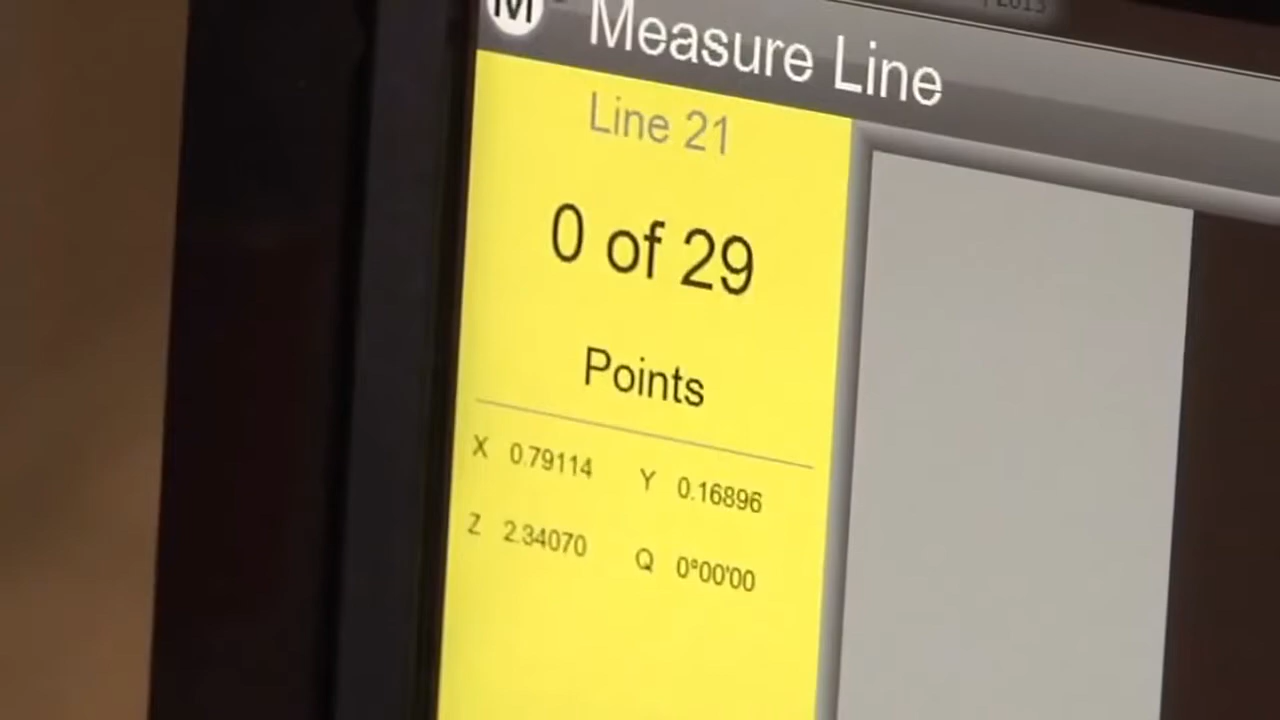 M
Measure Line
Line 21
0 of 29
Points
X 0.79114 Y 0.16896
Z 2.34070 Q 0°00'00